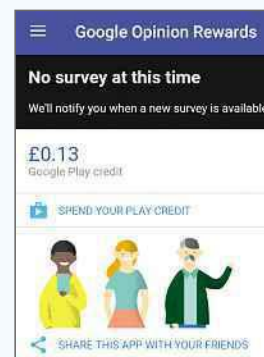 Google Opinion Rewards
No survey at this time
We'll notify you when a new survey is available
£0.13
Google Play credit
SPEND YOUR PLAY CREDIT
SHARE THIS APP WITH YOUR FRIENDS